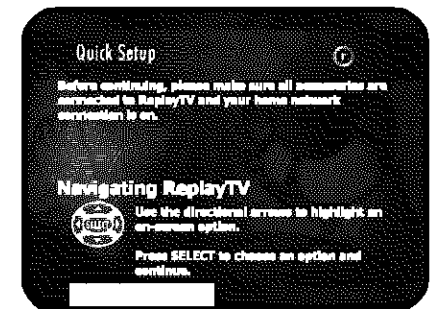 Quick Setup
Before continuing, please make sure all accessories are
connected to ReplayTV and your home network
connection is on.
Navigating ReplayTV
Use the directional arrows to highlight an
on-screen option.
Press SELECT to choose an option and
continue.